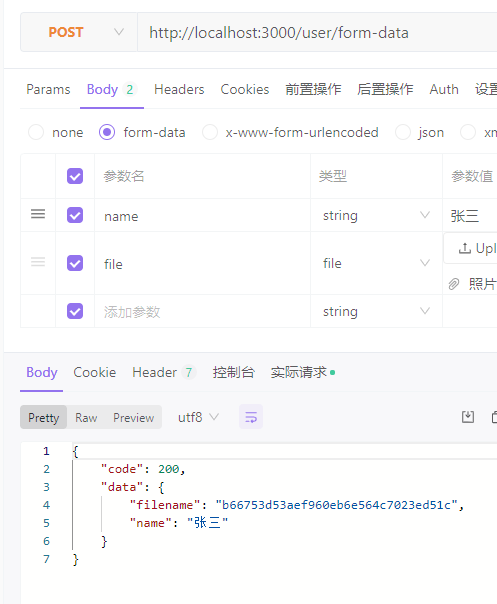 POST http://localhost:3000/user/form-data
Params Body 2 Headers Cookies 前置操作 后置操作 Auth 设置
none form-data x-www-form-urlencoded json xm
参数名 类型 参数值
name string 张三
file file Upl
照片
添加参数 string
Body Cookie Header 7 控制台 实际请求
Pretty Raw Preview utf8
1 {
2 "code": 200,
3 "data": {
4 "filename": "b66753d53aef960eb6e564c7023ed51c",
5 "name": "张三"
6 }
7 }